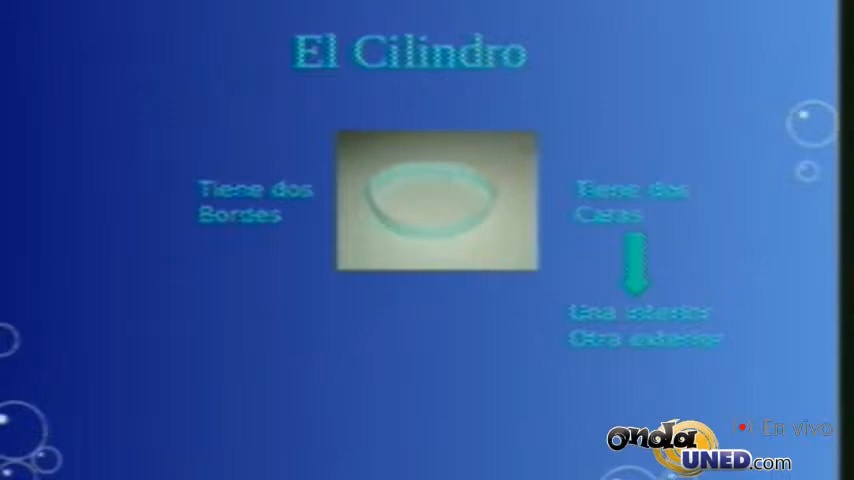 El Cilindro
Tiene dos
Bordes
Tiene dos
Caras
Una interior
Otra exterior
En vivo
onda
UNED.com